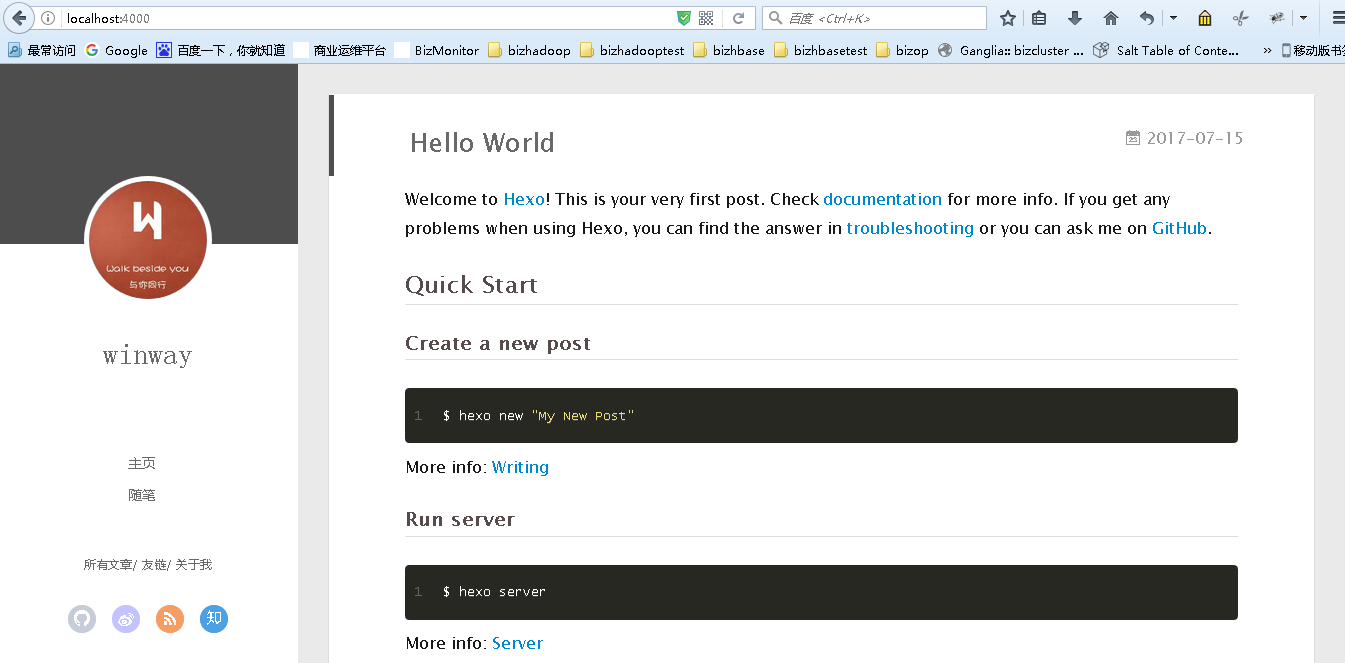 localhost:4000
百度 <Ctrl+K>
最常访问 Google 百度一下，你就知道 商业运维平台 BizMonitor bizhadoop bizhadooptest bizhbase bizhbasetest bizop Ganglia:: bizcluster ... Salt Table of Conte... » 移动版书签
W
Walk beside you
与你同行
winway
主页
随笔
所有文章/ 友链/ 关于我
知
Hello World
2017-07-15
Welcome to Hexo! This is your very first post. Check documentation for more info. If you get any
problems when using Hexo, you can find the answer in troubleshooting or you can ask me on GitHub.
Quick Start
Create a new post
1 $ hexo new "My New Post"
More info: Writing
Run server
1 $ hexo server
More info: Server